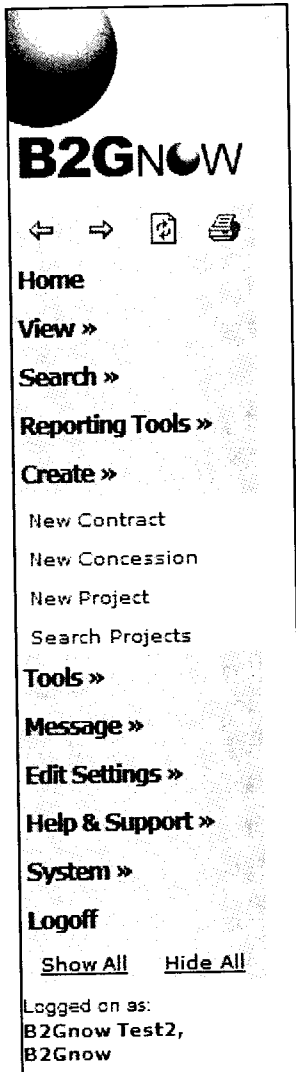 B2GNOW
Home
View »
Search »
Reporting Tools »
Create »
New Contract
New Concession
New Project
Search Projects
Tools »
Message »
Edit Settings »
Help & Support »
System »
Logoff
Show All Hide All
Logged on as:
B2Gnow Test2,
B2Gnow